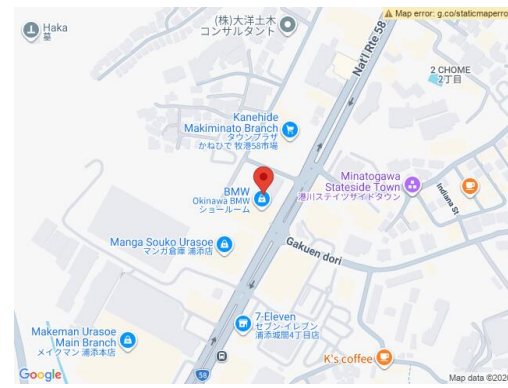 (株)大洋土木
コンサルタント
Map error: g.co/staticmaperro
Haka
墓
Nat'l Rte 58
2 CHOME
2丁目
Kanehide
Makiminato Branch
タウンプラザ
かねひで 牧港58市場
Minatogawa
Stateside Town
港川ステイツサイドタウン
Indiana St
BMW
Okinawa BMW
ショールーム
Manga Souko Urasoe
マンガ倉庫 浦添店
Gakuen dori
7-Eleven
セブン-イレブン
浦添城間4丁目店
Makeman Urasoe
Main Branch
メイクマン 浦添本店
K's coffee
58
Google
Map data ©2026